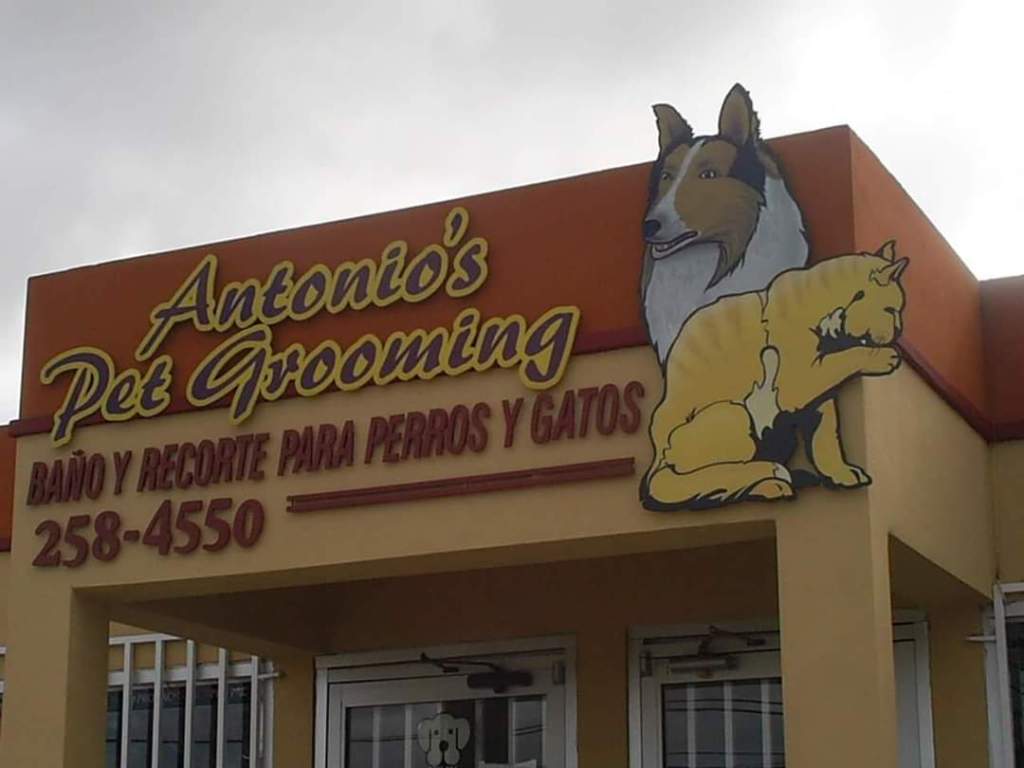 Antonio's
Pet Grooming
BAÑO Y RECORTE PARA PERROS Y GATOS
258-4550